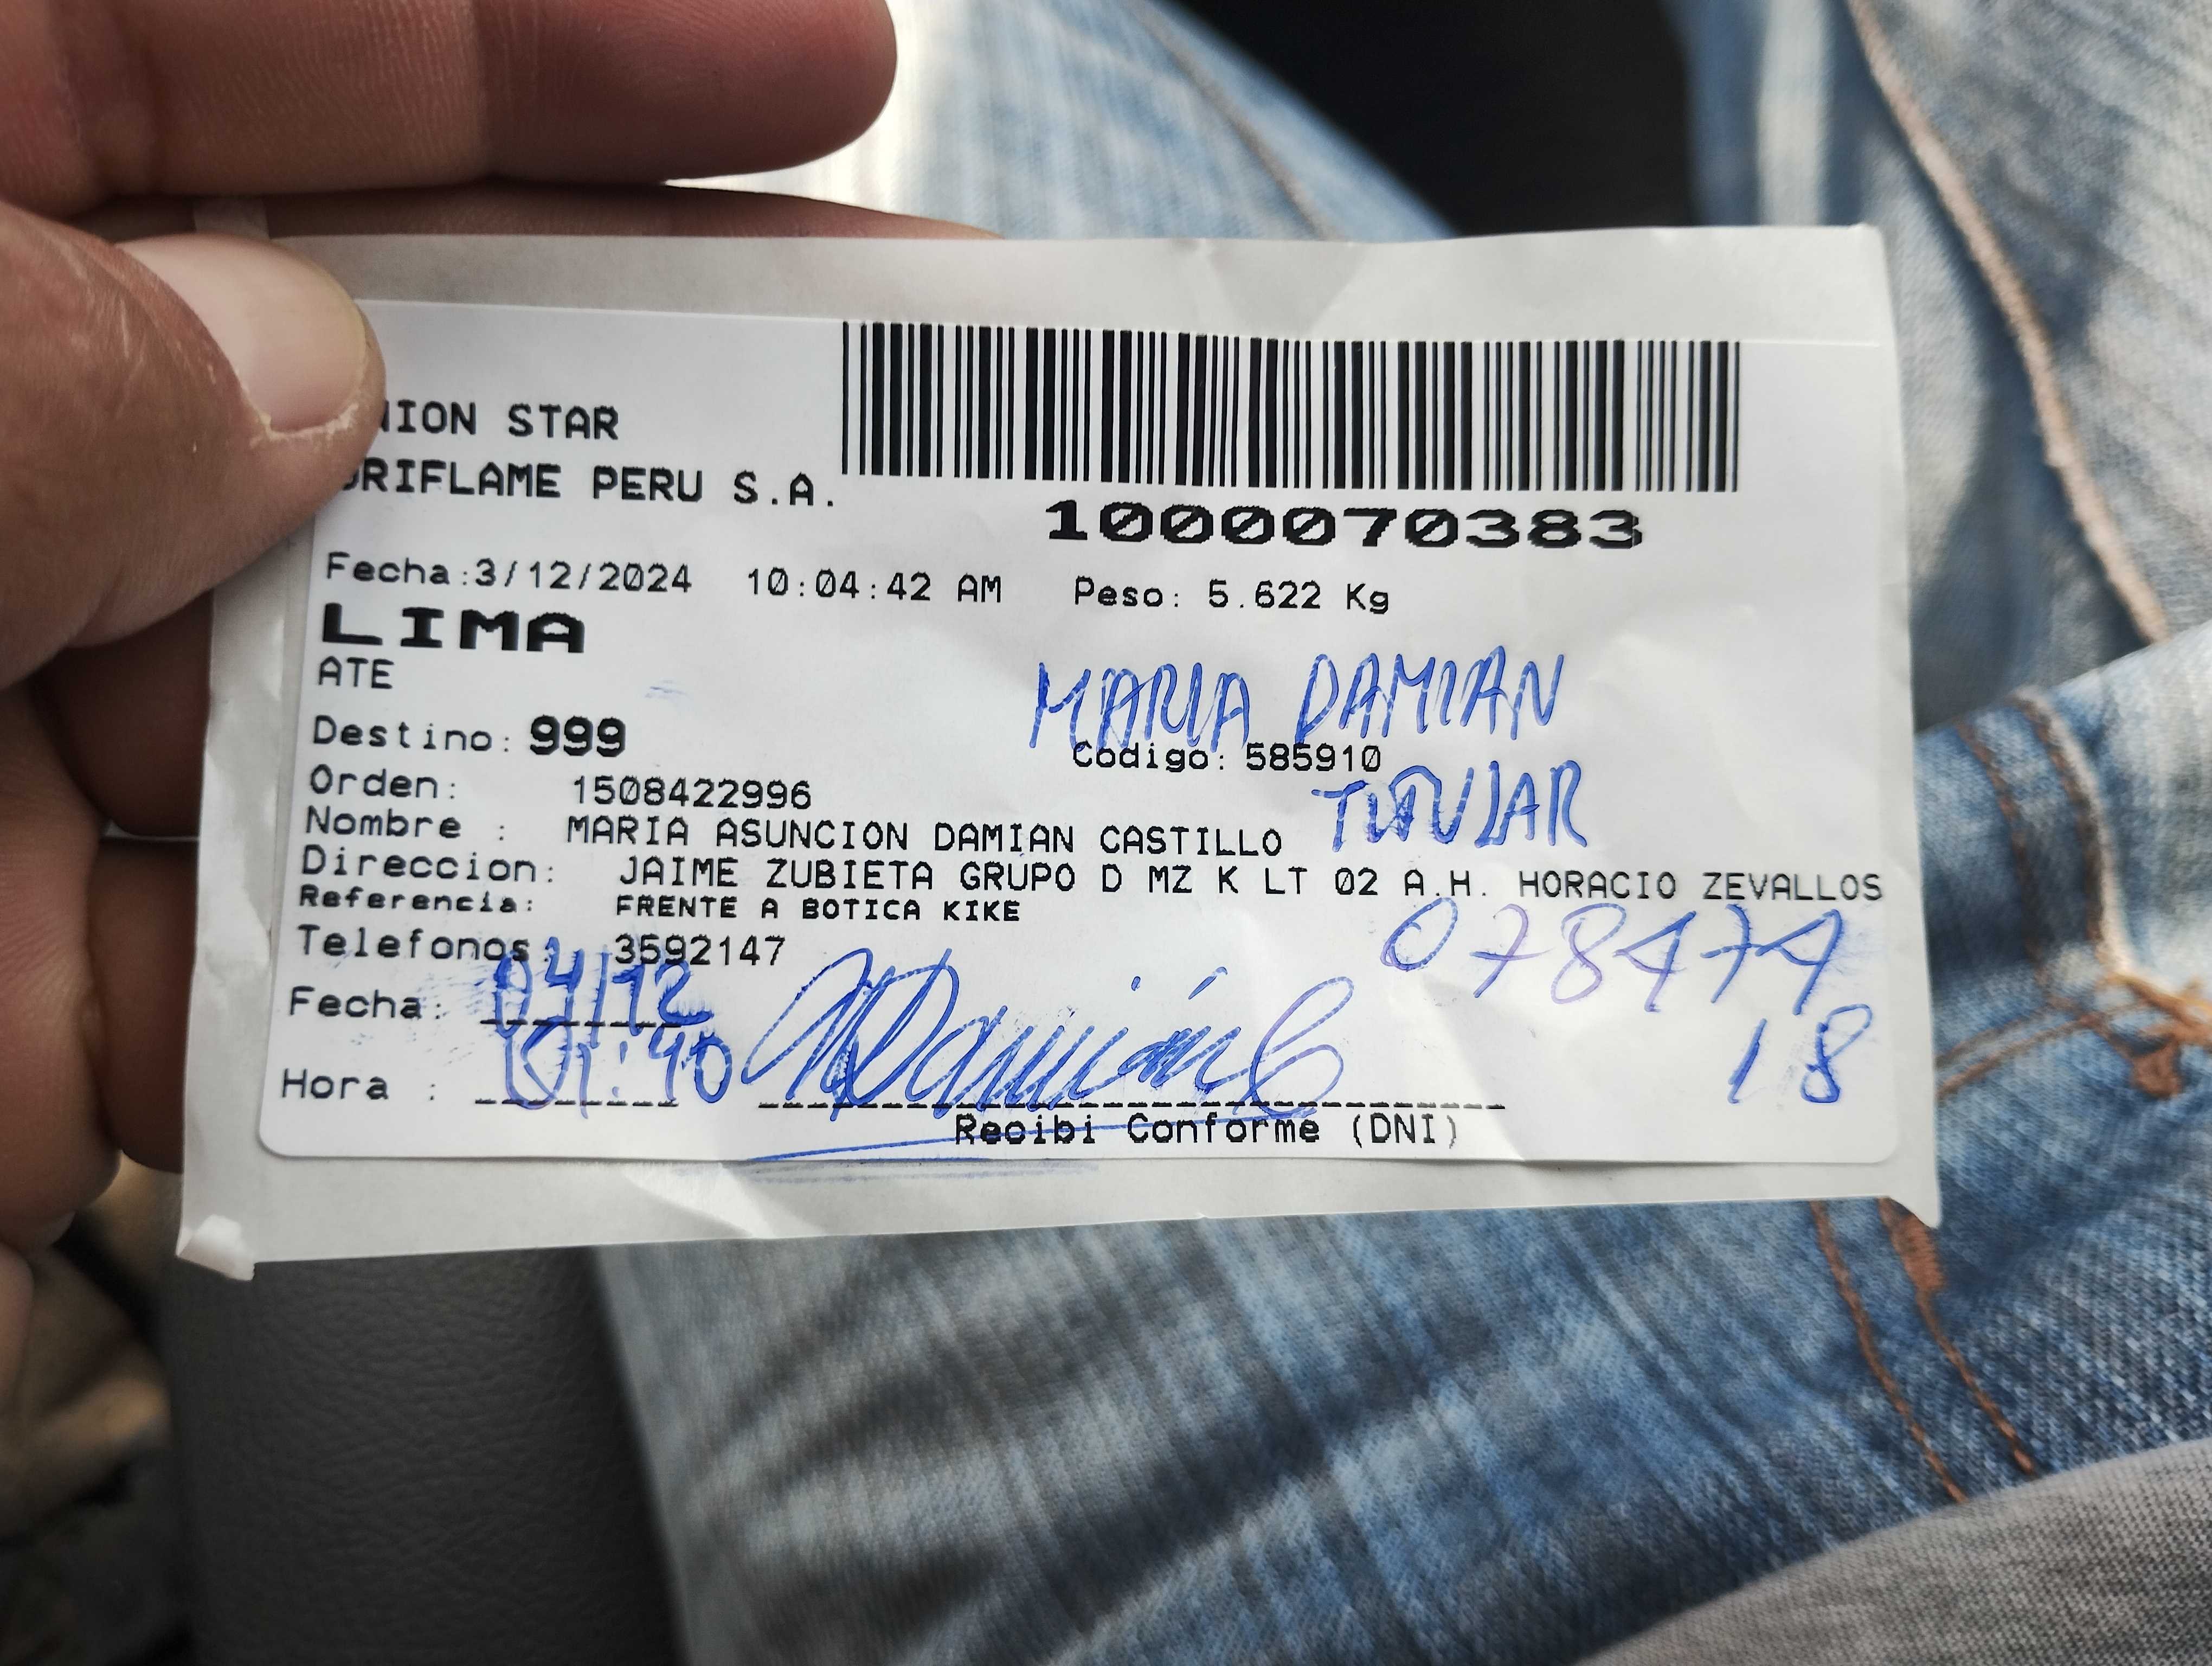 NION STAR
ORIFLAME PERU S.A.
1000070383
Fecha:3/12/2024 10:04:42 AM Peso: 5.622 Kg
LIMA
ATE
MARIA DAMIAN
Destino: 999
Codigo: 585910
TITULAR
Orden: 1508422996
Nombre : MARIA ASUNCION DAMIAN CASTILLO
Direccion: JAIME ZUBIETA GRUPO D MZ K LT 02 A.H. HORACIO ZEVALLOS
Referencia: FRENTE A BOTICA KIKE
Telefonos: 3592147
078474
18
Fecha: 04/12
Hora : 01:40
Damián C
Recibi Conforme (DNI)